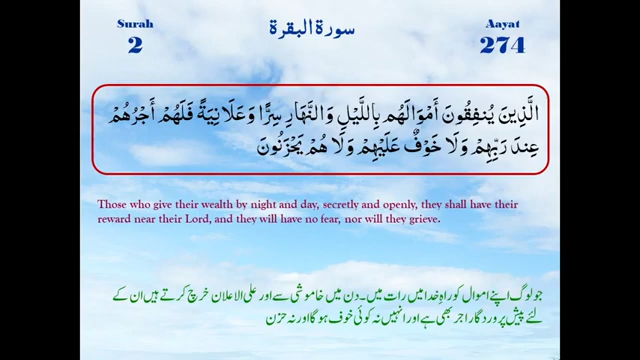 Surah
2
سورة البقرة
Aayat
274
الَّذِينَ يُنفِقُونَ أَمْوَالَهُم بِاللَّيْلِ وَالنَّهَارِ سِرًّا وَعَلَانِيَةً فَلَهُمْ أَجْرُهُمْ
عِندَ رَبِّهِمْ وَلَا خَوْفٌ عَلَيْهِمْ وَلَا هُمْ يَحْزَنُونَ
Those who give their wealth by night and day, secretly and openly, they shall have their
reward near their Lord, and they will have no fear, nor will they grieve.
جو لوگ اپنے اموال کو راہِ خدا میں رات میں۔ دن میں خاموشی سے اور علی الاعلان خرچ کرتے ہیں ان کے
لئے پیش پروردگار اجر بھی ہے اور انہیں نہ کوئی خوف ہوگا اور نہ حزن